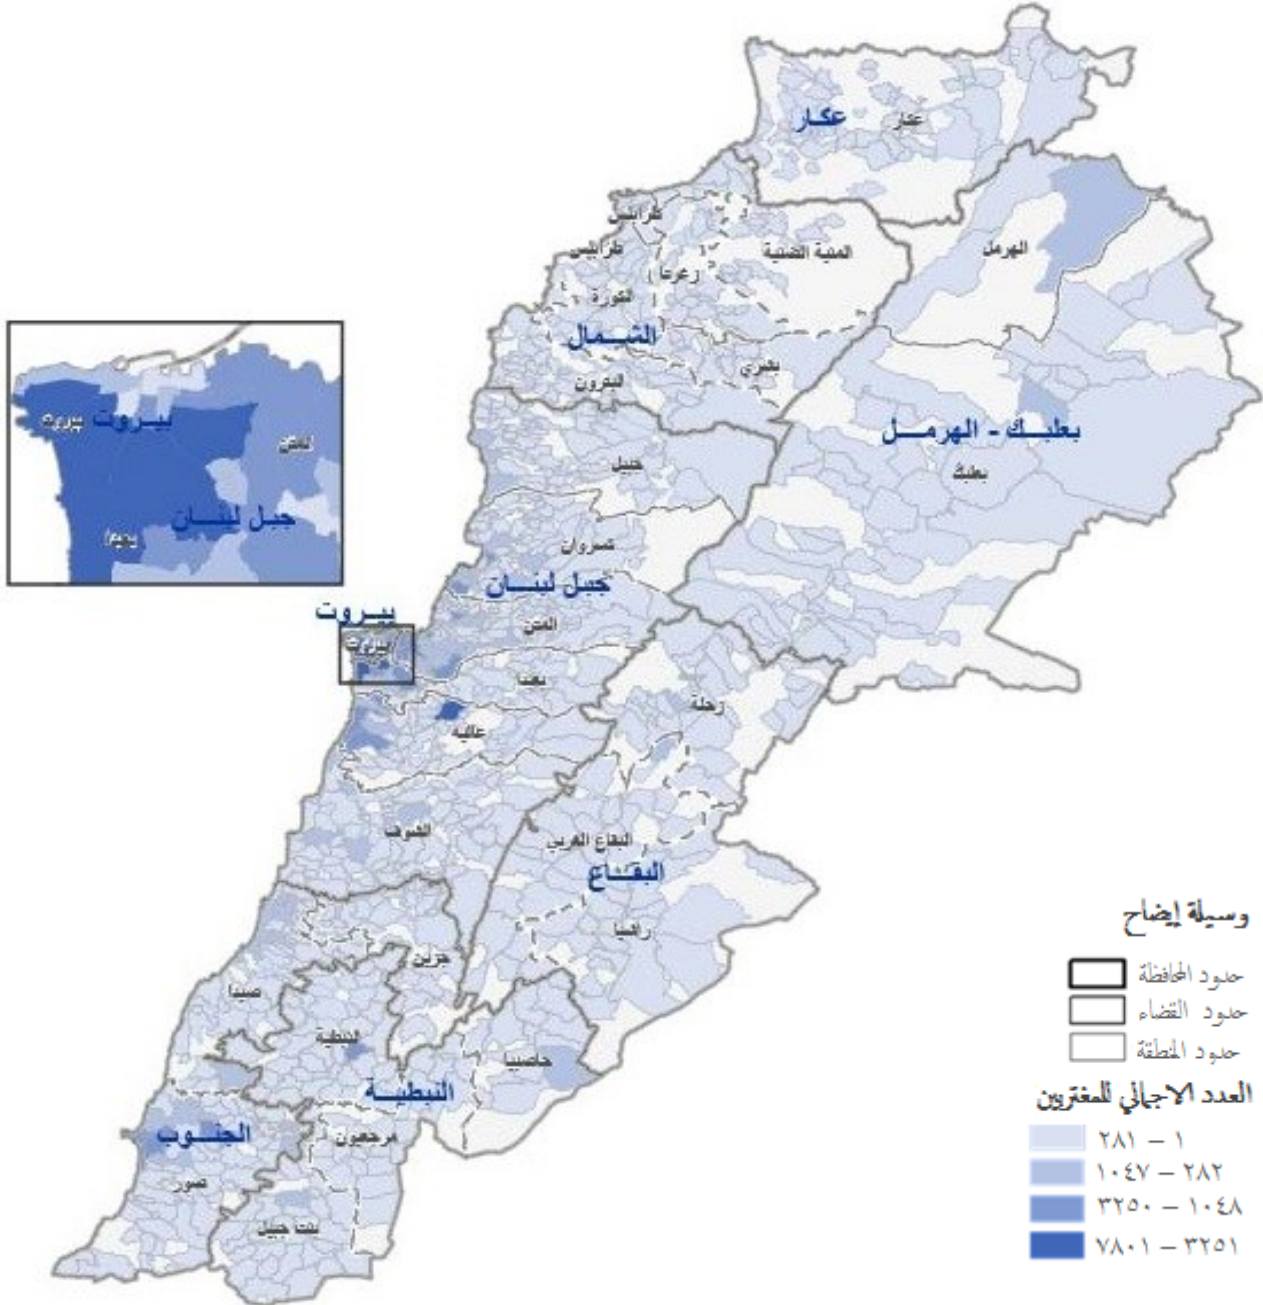 عكار
عكار
طرابلس
طرابلس
المنية الضنية
زغرتا
الكورة
الهرمل
الشمال
بشري
البترون
بعلبك - الهرمل
بعلبك
جبيل
كسروان
جبل لبنان
المتن
بيروت
بيروت
بيروت
بيروت
المتن
جبل لبنان
بعبدا
بعبدا
زحلة
عاليه
الشوف
البقاع الغربي
البقاع
راشيا
جزين
صيدا
النبطية
حاصبيا
النبطية
الجنوب
مرجعيون
صور
بنت جبيل
وسيلة إيضاح
حدود المحافظة
حدود القضاء
حدود المنطقة
العدد الاجمالي للمغتربين
١ – ٢٨١
٢٨٢ – ١٠٤٧
١٠٤٨ – ٣٢٥٠
٣٢٥١ – ٧٨٠١